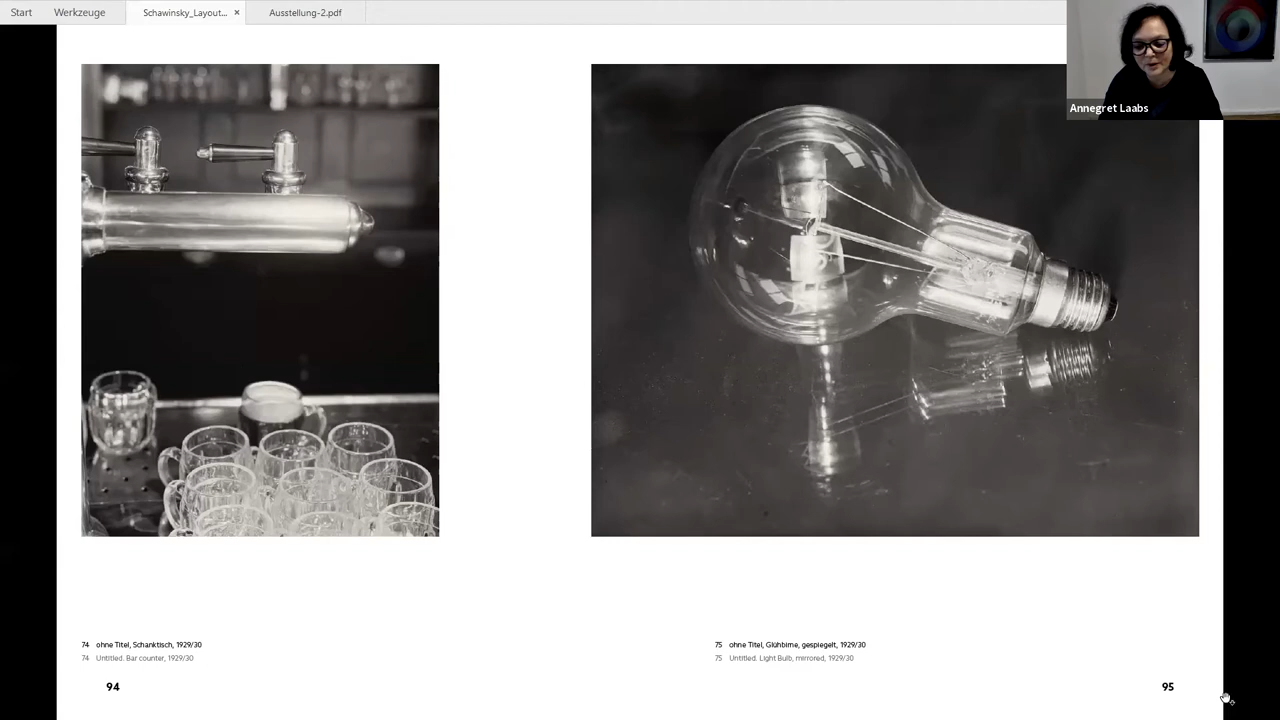 Start
Werkzeuge
Schawinsky_Layout... ×
Ausstellung-2.pdf
Annegret Laabs
74 ohne Titel, Schanktisch, 1929/30
74 Untitled. Bar counter, 1929/30
94
75 ohne Titel, Glühbirne, gespiegelt, 1929/30
75 Untitled. Light Bulb, mirrored, 1929/30
95